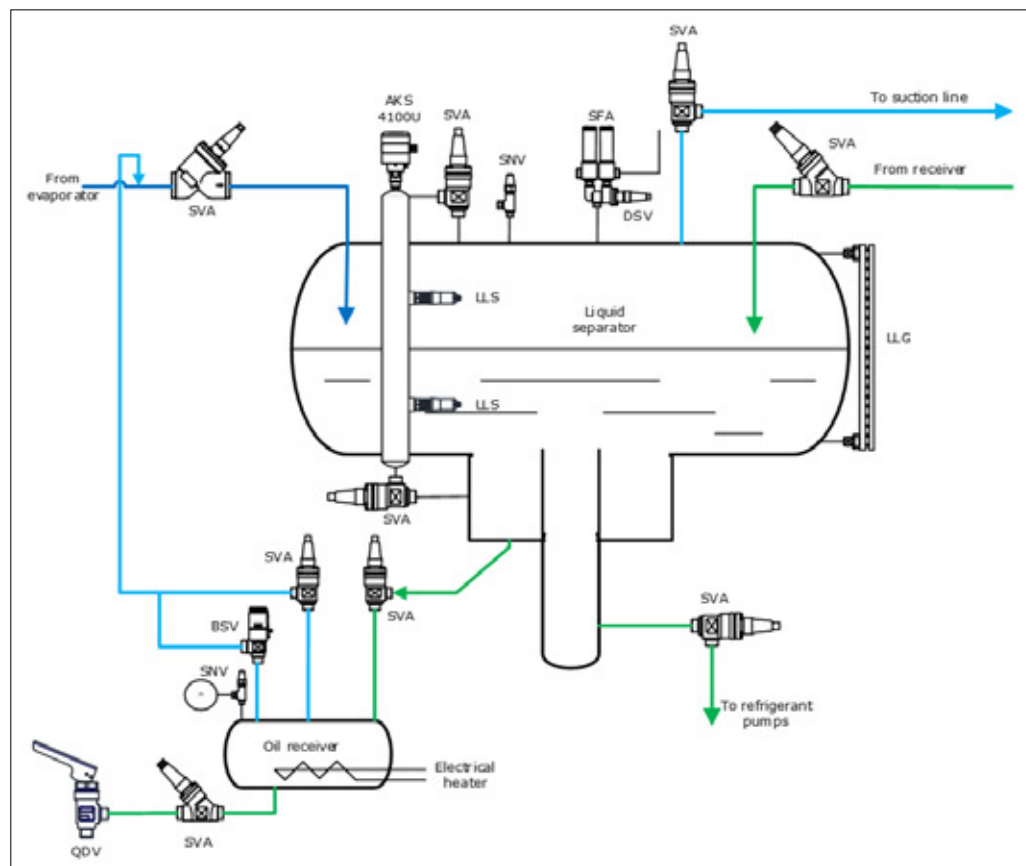 SVA
To suction line
AKS
4100U
SVA
SFA
SNV
SVA
From
evaporator
From receiver
SVA
DSV
LLS
Liquid
separator
LLG
LLS
SVA
SVA
SVA
SVA
BSV
SNV
To refrigerant
pumps
Oil receiver
Electrical
heater
SVA
QDV